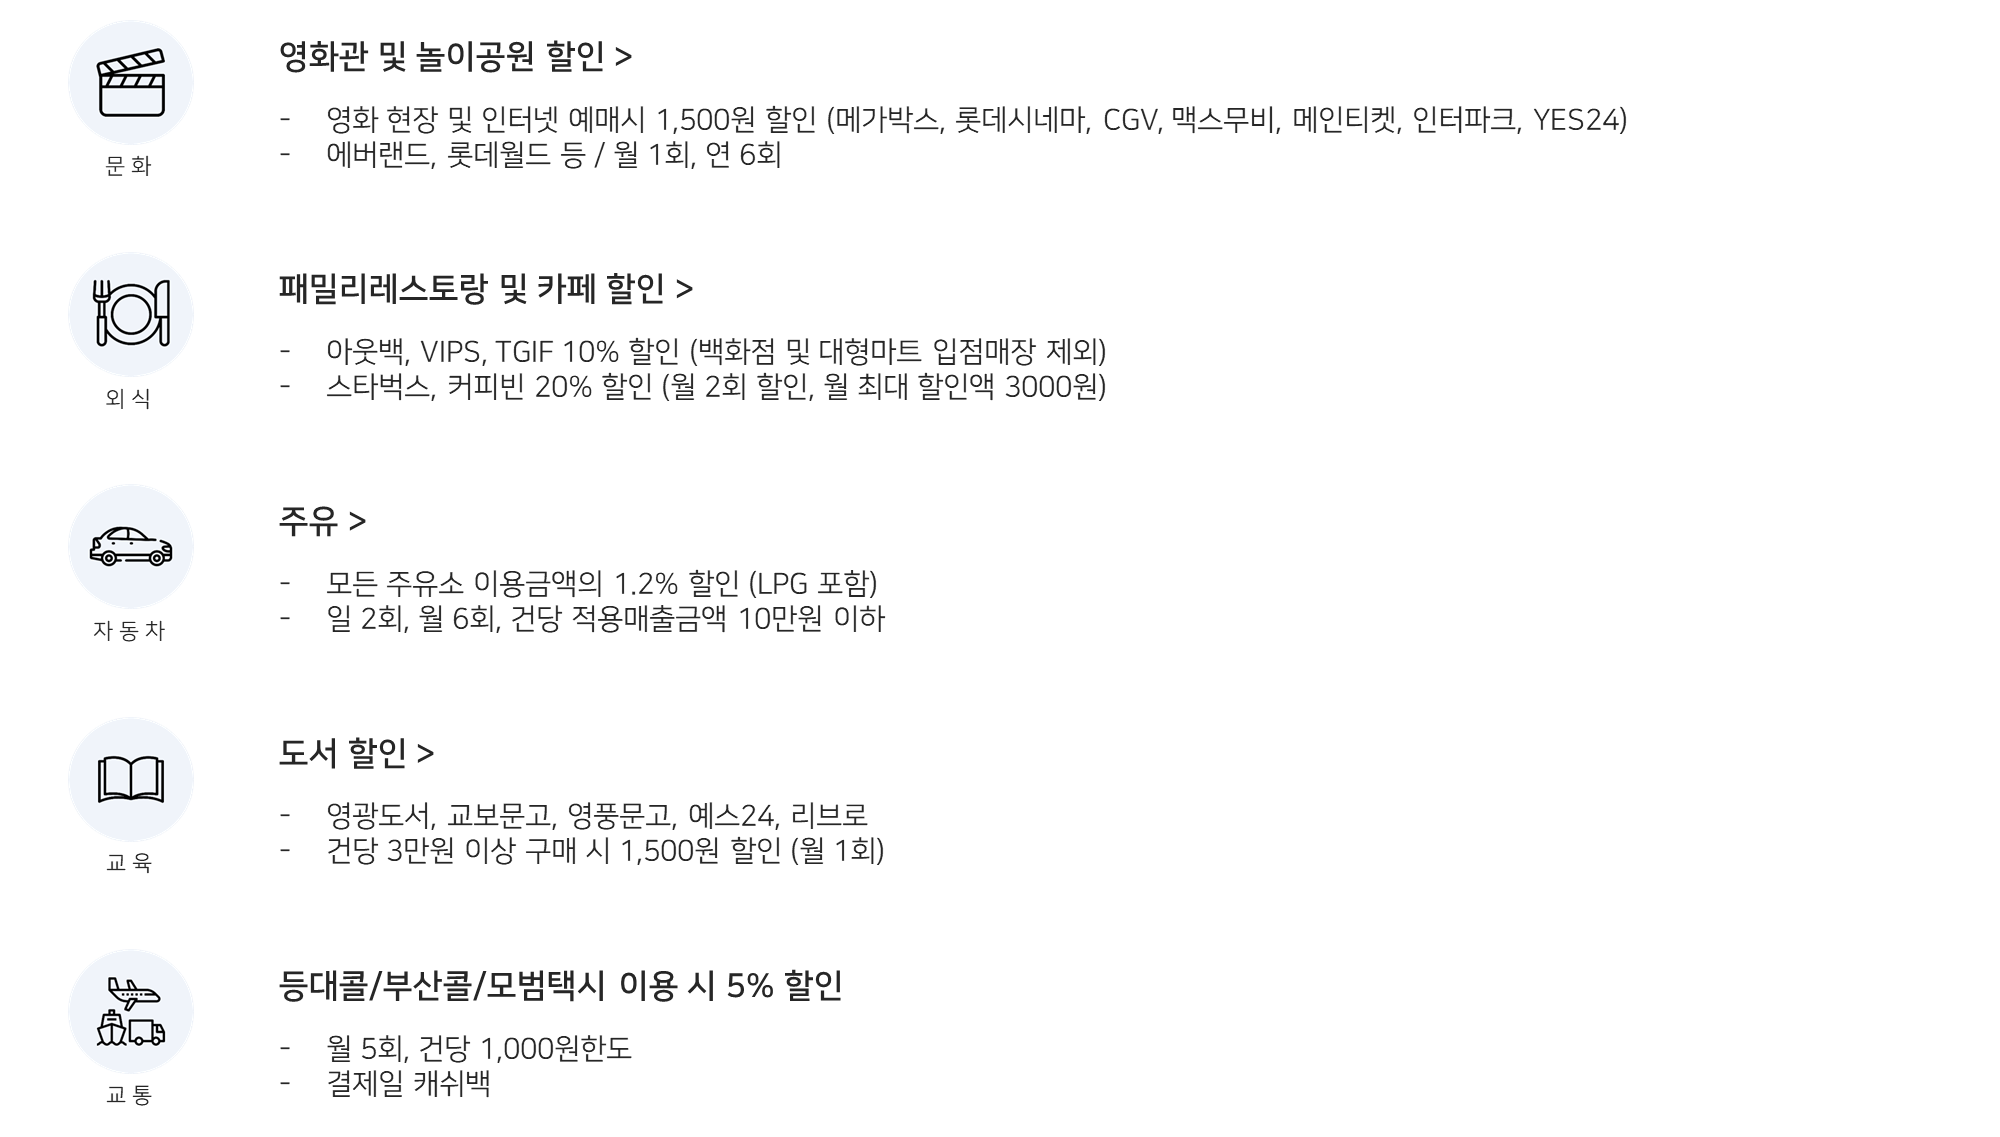 영화관 및 놀이공원 할인 >
- 영화 현장 및 인터넷 예매시 1,500원 할인 (메가박스, 롯데시네마, CGV, 맥스무비, 메인티켓, 인터파크, YES24)
- 에버랜드, 롯데월드 등 / 월 1회, 연 6회
문화
패밀리레스토랑 및 카페 할인 >
- 아웃백, VIPS, TGIF 10% 할인 (백화점 및 대형마트 입점매장 제외)
- 스타벅스, 커피빈 20% 할인 (월 2회 할인, 월 최대 할인액 3000원)
외식
주유 >
- 모든 주유소 이용금액의 1.2% 할인 (LPG 포함)
- 일 2회, 월 6회, 건당 적용매출금액 10만원 이하
자동차
도서 할인 >
- 영광도서, 교보문고, 영풍문고, 예스24, 리브로
- 건당 3만원 이상 구매 시 1,500원 할인 (월 1회)
교육
등대콜/부산콜/모범택시 이용 시 5% 할인
- 월 5회, 건당 1,000원한도
- 결제일 캐쉬백
교통